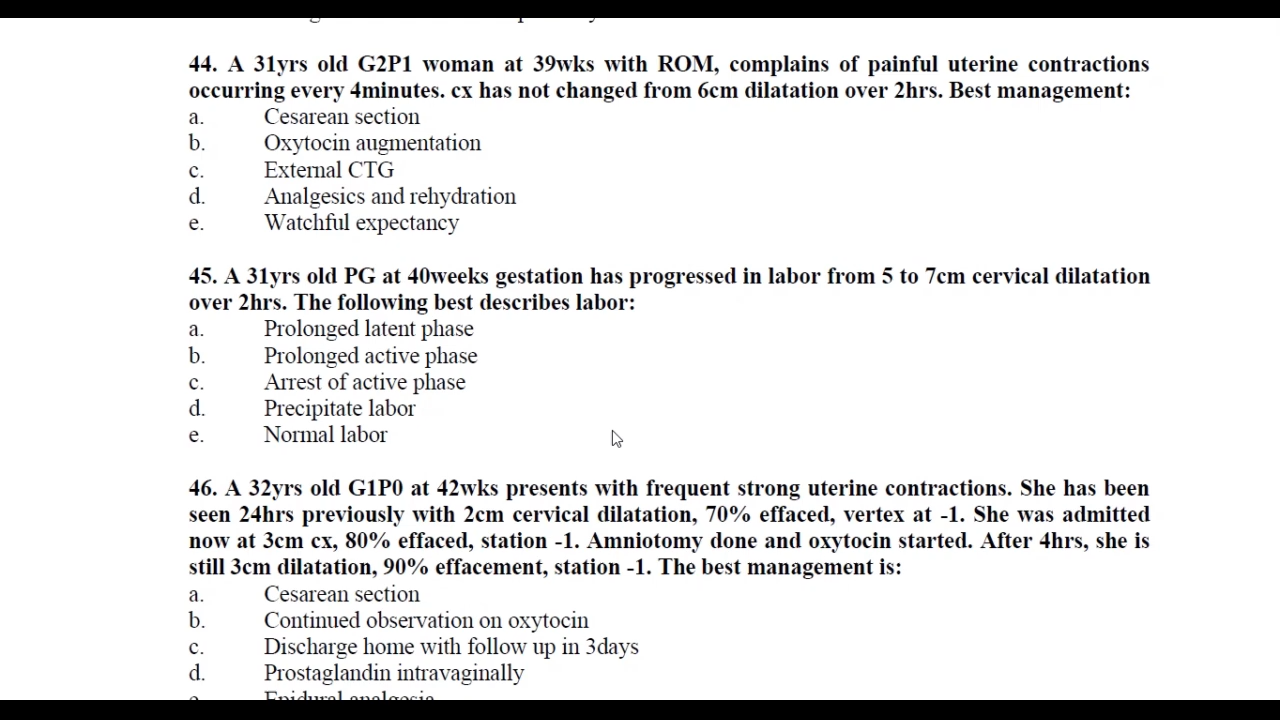 44. A 31yrs old G2P1 woman at 39wks with ROM, complains of painful uterine contractions
occurring every 4minutes. cx has not changed from 6cm dilatation over 2hrs. Best management:
a. Cesarean section
b. Oxytocin augmentation
c. External CTG
d. Analgesics and rehydration
e. Watchful expectancy
45. A 31yrs old PG at 40weeks gestation has progressed in labor from 5 to 7cm cervical dilatation
over 2hrs. The following best describes labor:
a. Prolonged latent phase
b. Prolonged active phase
c. Arrest of active phase
d. Precipitate labor
e. Normal labor
46. A 32yrs old G1P0 at 42wks presents with frequent strong uterine contractions. She has been
seen 24hrs previously with 2cm cervical dilatation, 70% effaced, vertex at -1. She was admitted
now at 3cm cx, 80% effaced, station -1. Amniotomy done and oxytocin started. After 4hrs, she is
still 3cm dilatation, 90% effacement, station -1. The best management is:
a. Cesarean section
b. Continued observation on oxytocin
c. Discharge home with follow up in 3days
d. Prostaglandin intravaginally
e. Epidural analgesia